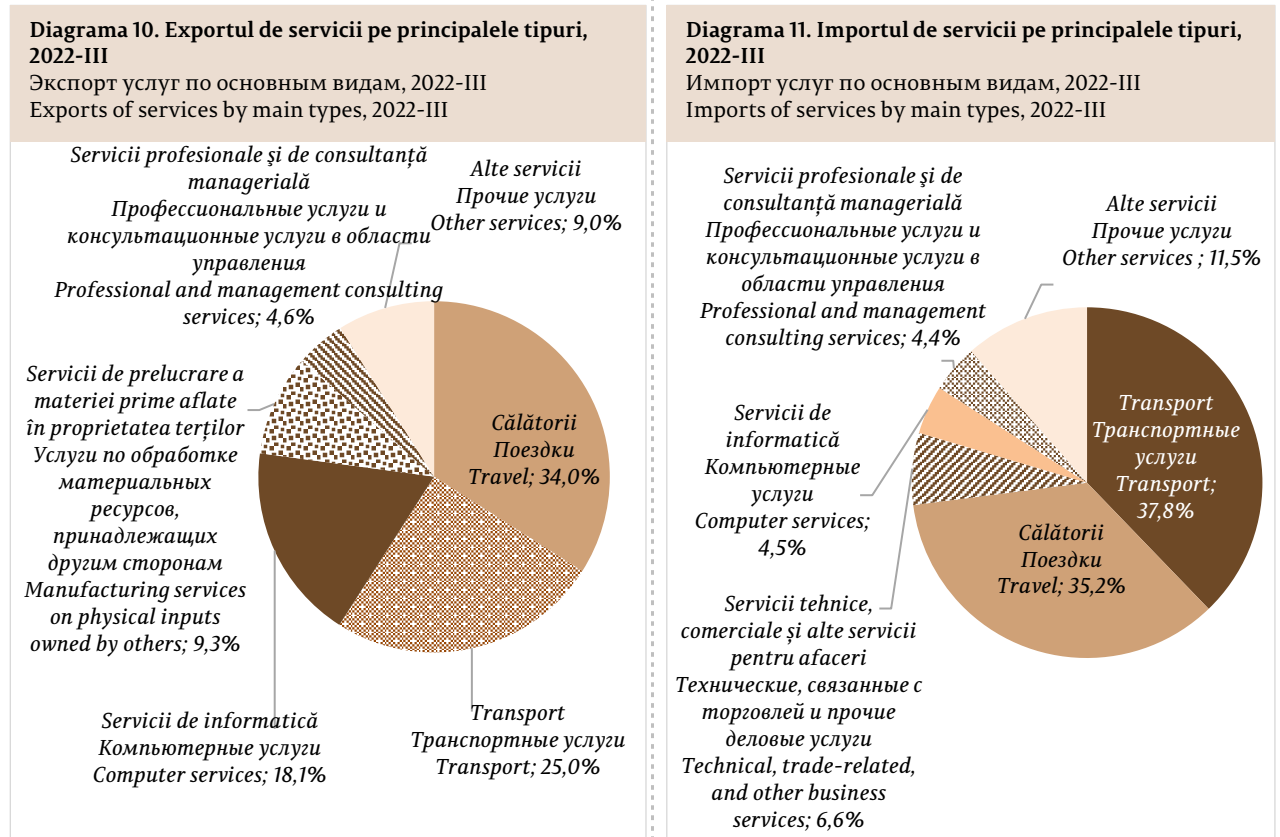 Diagrama 10. Exportul de servicii pe principalele tipuri,
2022-III
Экспорт услуг по основным видам, 2022-III
Exports of services by main types, 2022-III
Servicii profesionale şi de consultanță
managerială
Профессиональные услуги и
консультационные услуги в области
управления
Professional and management consulting
services; 4,6%
Alte servicii
Прочие услуги
Other services; 9,0%
Servicii de prelucrare a
materiei prime aflate
în proprietatea terților
Услуги по обработке
материальных
ресурсов,
принадлежащих
другим сторонам
Manufacturing services
on physical inputs
owned by others; 9,3%
Călătorii
Поездки
Travel; 34,0%
Servicii de informatică
Компьютерные услуги
Computer services; 18,1%
Transport
Транспортные услуги
Transport; 25,0%
Diagrama 11. Importul de servicii pe principalele tipuri,
2022-III
Импорт услуг по основным видам, 2022-III
Imports of services by main types, 2022-III
Servicii profesionale şi de
consultanță managerială
Профессиональные услуги и
консультационные услуги в
области управления
Professional and management
consulting services; 4,4%
Alte servicii
Прочие услуги
Other services ; 11,5%
Transport
Транспортные
услуги
Transport;
37,8%
Servicii de
informatică
Компьютерные
услуги
Computer services;
4,5%
Călătorii
Поездки
Travel; 35,2%
Servicii tehnice,
comerciale și alte servicii
pentru afaceri
Технические, связанные с
торговлей и прочие
деловые услуги
Technical, trade-related,
and other business
services; 6,6%